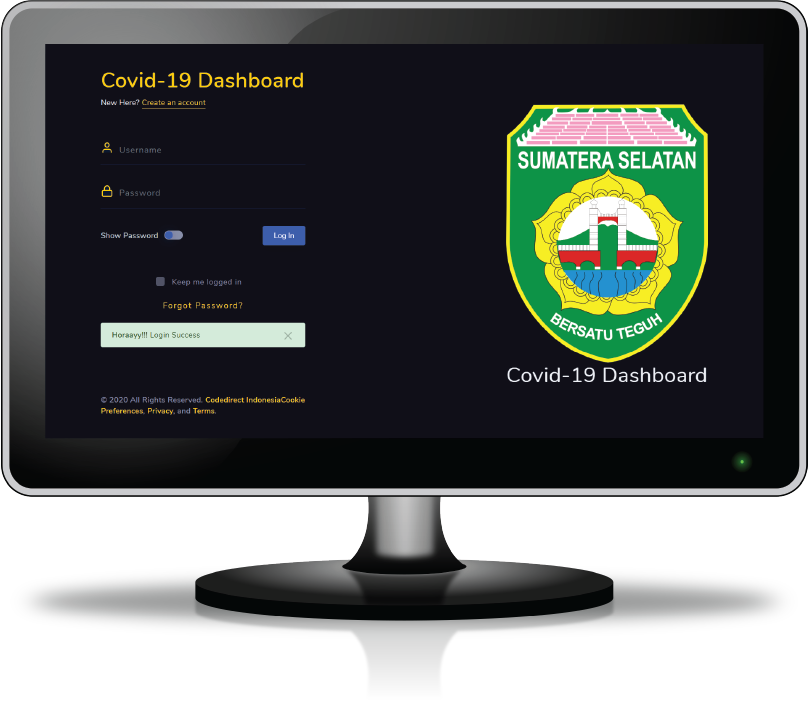 Covid-19 Dashboard
New Here? Create an account
Username
Password
Show Password
Log In
Keep me logged in
Forgot Password?
Horaayy!!! Login Success
© 2020 All Rights Reserved. Codedirect IndonesiaCookie
Preferences, Privacy, and Terms.
SUMATERA SELATAN
BERSATU TEGUH
Covid-19 Dashboard